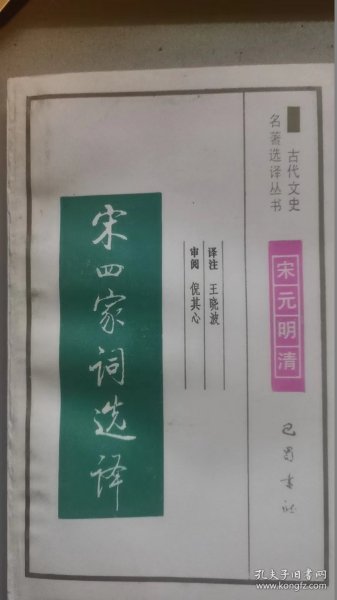 古代文史
名著选译丛书
宋元明清
巴蜀书社
译注 王晓波
审阅 倪其心
宋四家词选译
孔夫子旧书网
www.kongfz.com